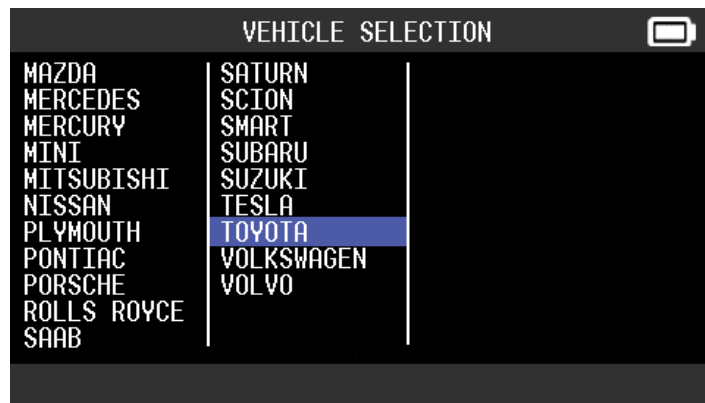 VEHICLE SELECTION
MAZDA
MERCEDES
MERCURY
MINI
MITSUBISHI
NISSAN
PLYMOUTH
PONTIAC
PORSCHE
ROLLS ROYCE
SAAB
SATURN
SCION
SMART
SUBARU
SUZUKI
TESLA
TOYOTA
VOLKSWAGEN
VOLVO